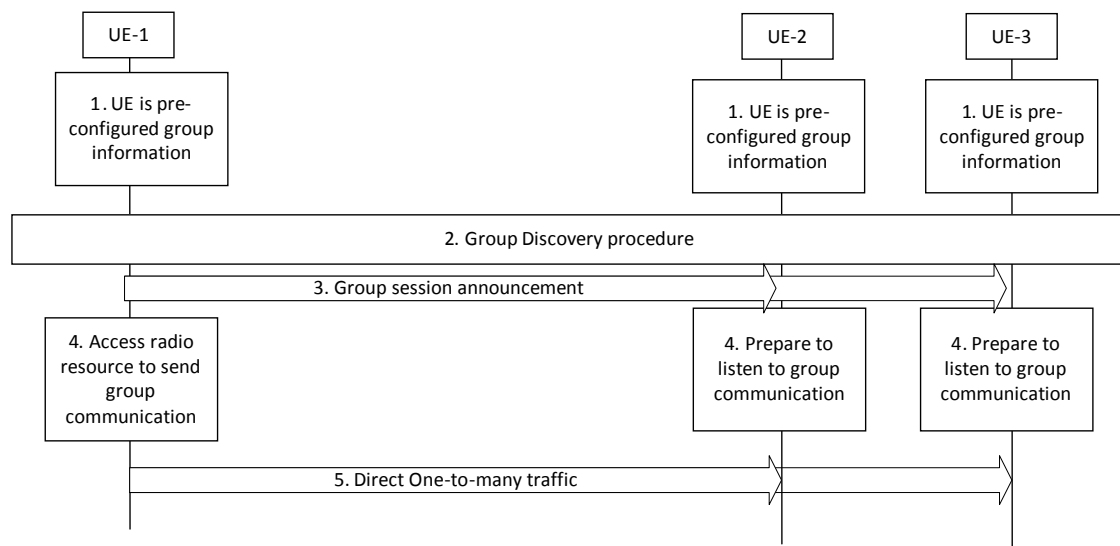 UE-1
UE-2
UE-3
1. UE is pre-
configured group
information
1. UE is pre-
configured group
information
1. UE is pre-
configured group
information
2. Group Discovery procedure
3. Group session announcement
4. Access radio
resource to send
group
communication
4. Prepare to
listen to group
communication
4. Prepare to
listen to group
communication
5. Direct One-to-many traffic